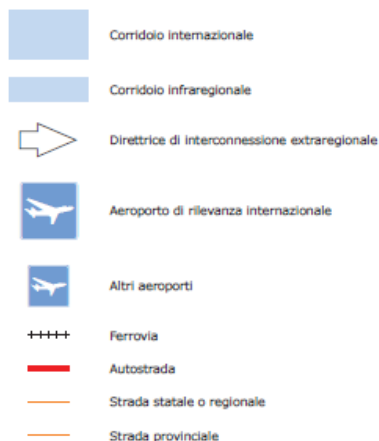 Corridoio internazionale
Corridoio infraregionale
Direttrice di interconnessione extraregionale
Aeroporto di rilevanza internazionale
Altri aeroporti
Ferrovia
Autostrada
Strada statale o regionale
Strada provinciale